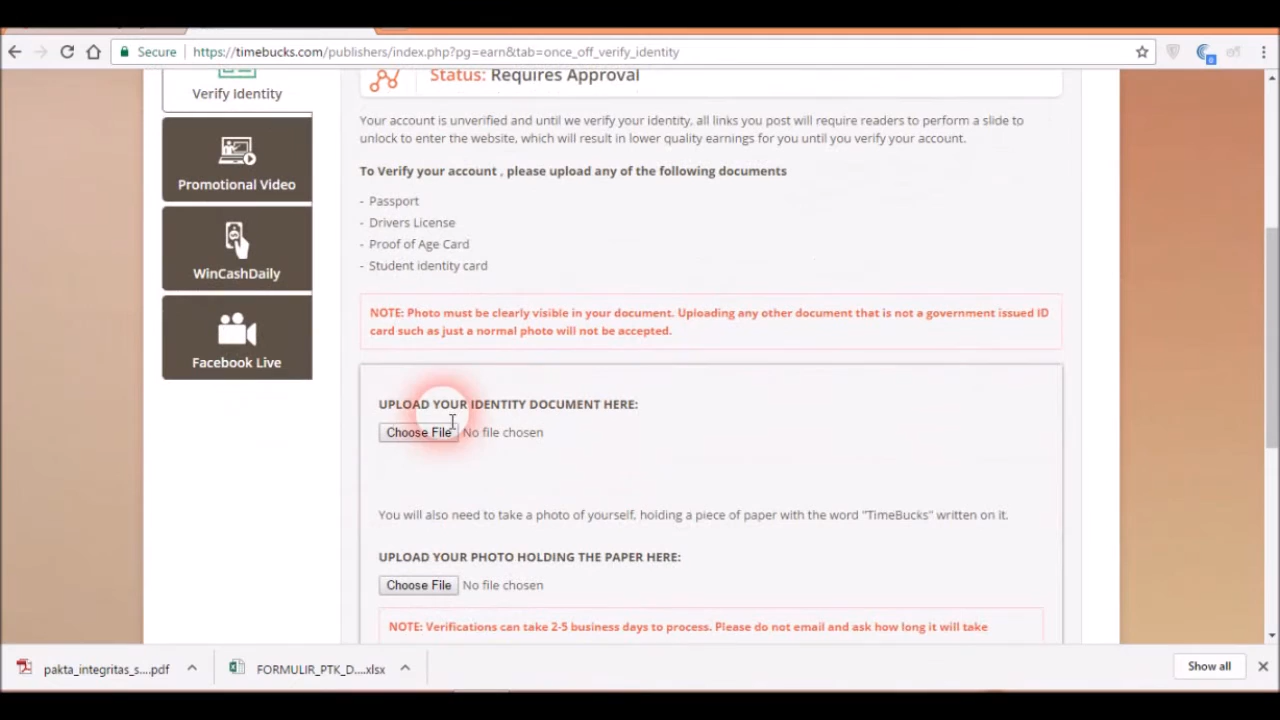 Secure https://timebucks.com/publishers/index.php?pg=earn&tab=once_off_verify_identity
Verify Identity
Promotional Video
WinCashDaily
Facebook Live
Status: Requires Approval
Your account is unverified and until we verify your identity, all links you post will require readers to perform a slide to
unlock to enter the website, which will result in lower quality earnings for you until you verify your account.
To Verify your account , please upload any of the following documents
- Passport
- Drivers License
- Proof of Age Card
- Student identity card
NOTE: Photo must be clearly visible in your document. Uploading any other document that is not a government issued ID
card such as just a normal photo will not be accepted.
UPLOAD YOUR IDENTITY DOCUMENT HERE:
Choose File No file chosen
You will also need to take a photo of yourself, holding a piece of paper with the word "TimeBucks" written on it.
UPLOAD YOUR PHOTO HOLDING THE PAPER HERE:
Choose File No file chosen
NOTE: Verifications can take 2-5 business days to process. Please do not email and ask how long it will take
pakta_integritas_s....pdf
FORMULIR_PTK_D....xlsx
Show all